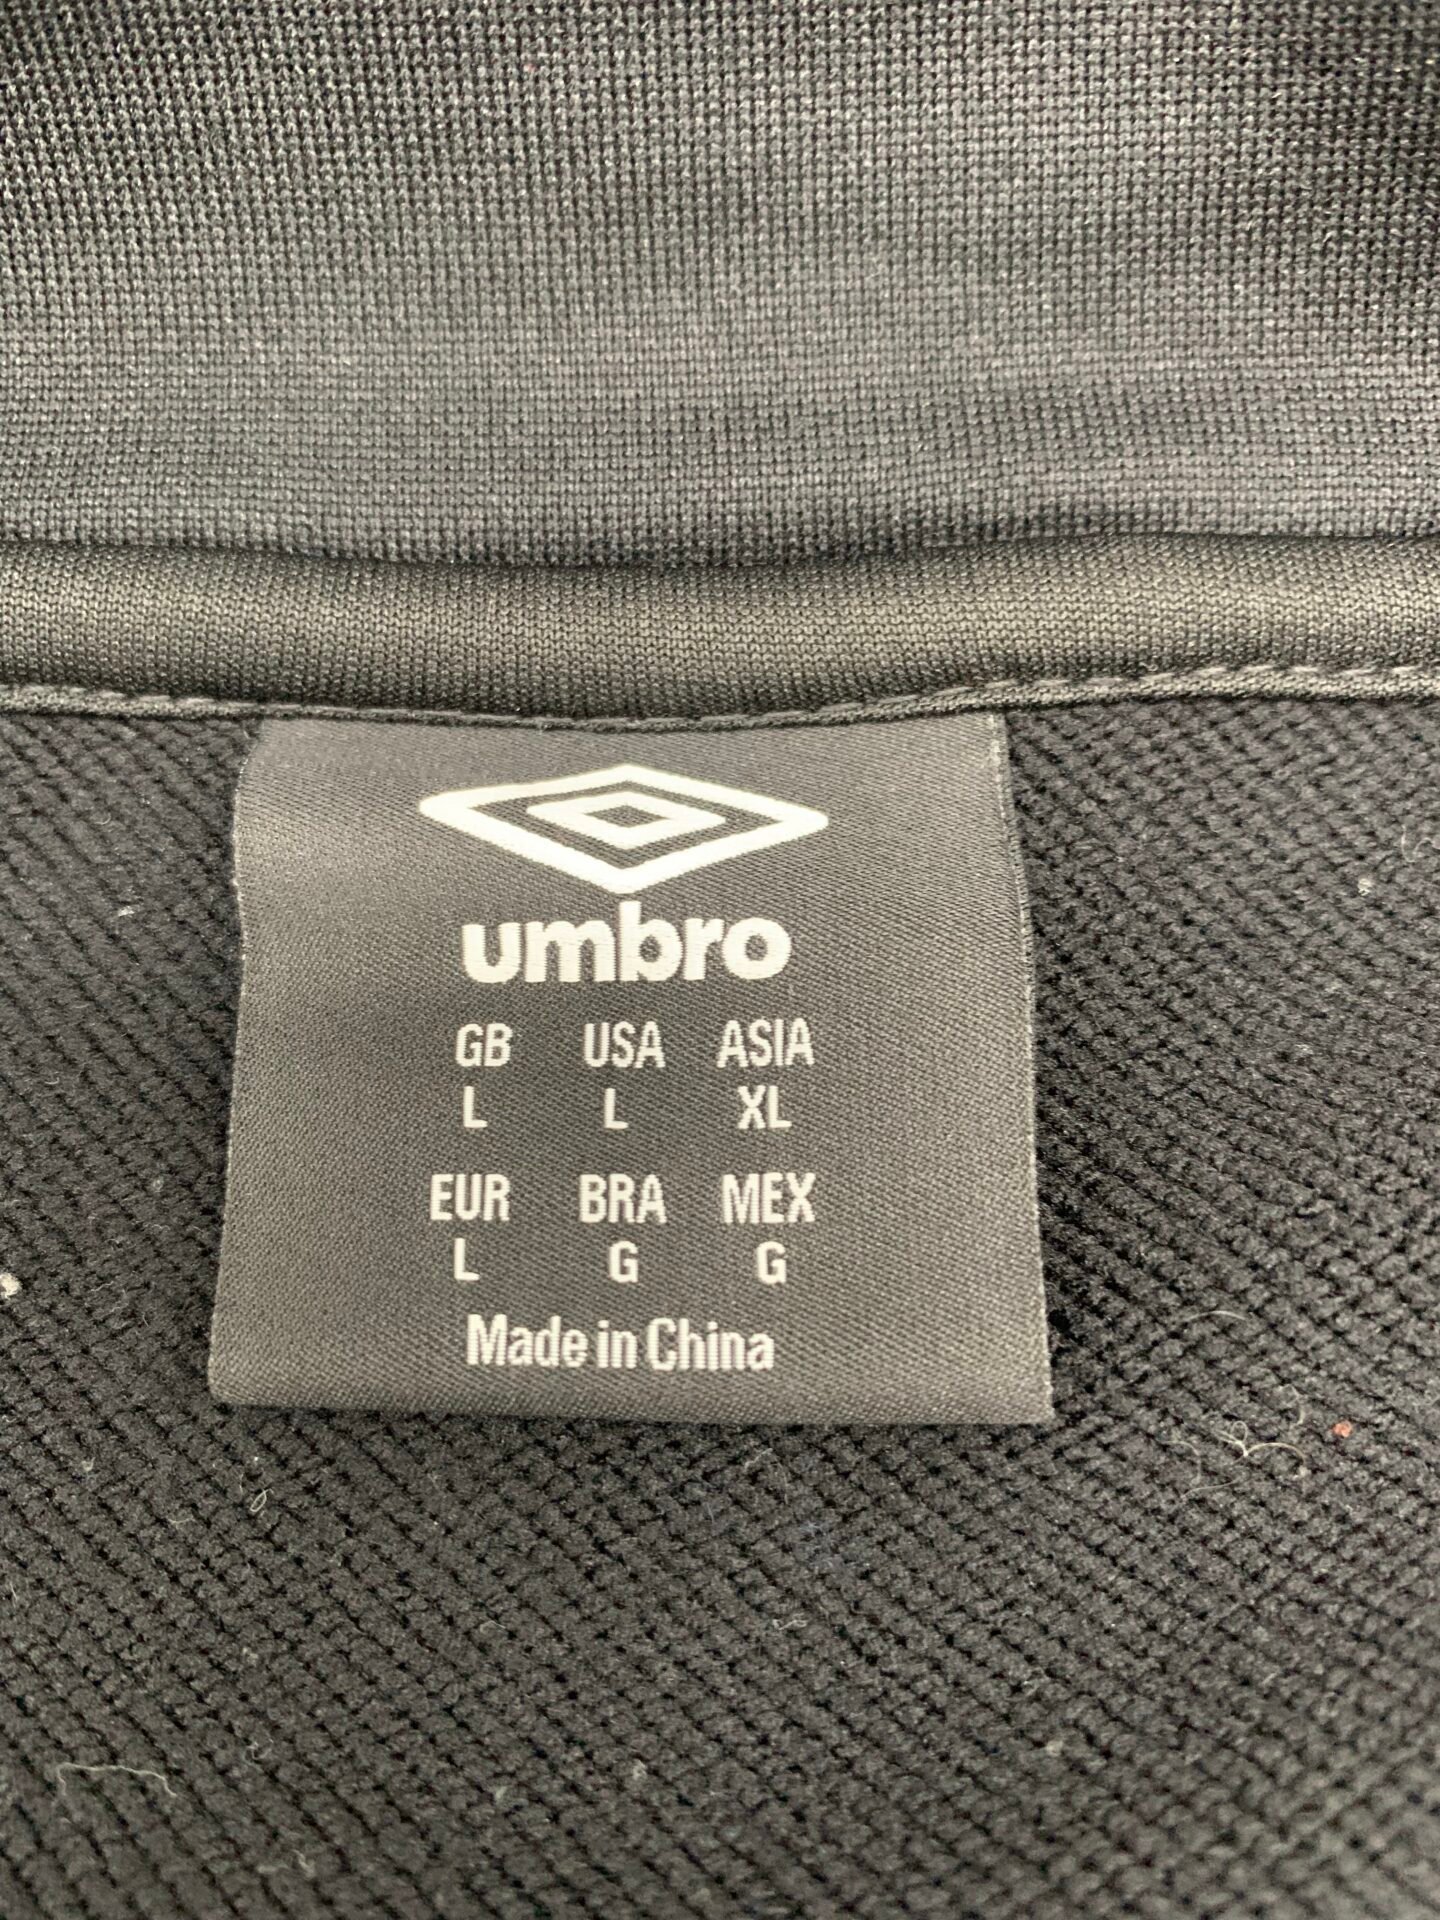 umbro
GB USA ASIA
L L XL
EUR BRA MEX
L G G
Made in China